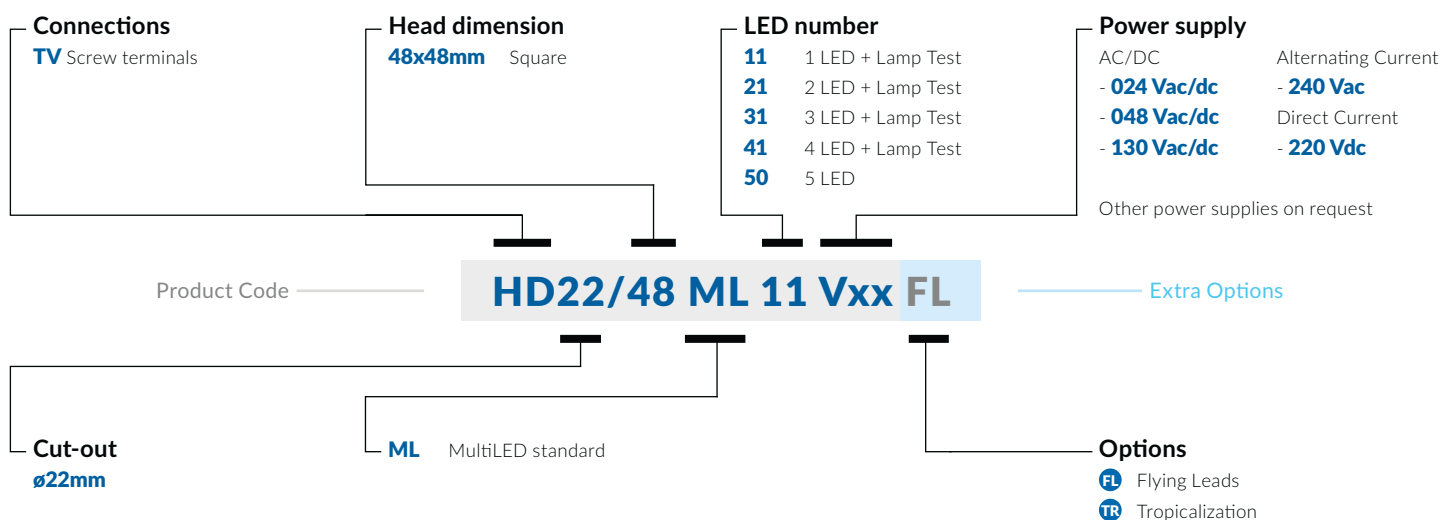 Connections
TV Screw terminals
Head dimension
48x48mm Square
LED number
11 1 LED + Lamp Test
21 2 LED + Lamp Test
31 3 LED + Lamp Test
41 4 LED + Lamp Test
50 5 LED
Power supply
AC/DC Alternating Current
- 024 Vac/dc - 240 Vac
- 048 Vac/dc Direct Current
- 130 Vac/dc - 220 Vdc
Other power supplies on request
Product Code HD22/48 ML 11 Vxx FL Extra Options
Cut-out
ø22mm
ML MultiLED standard
Options
FL Flying Leads
TR Tropicalization